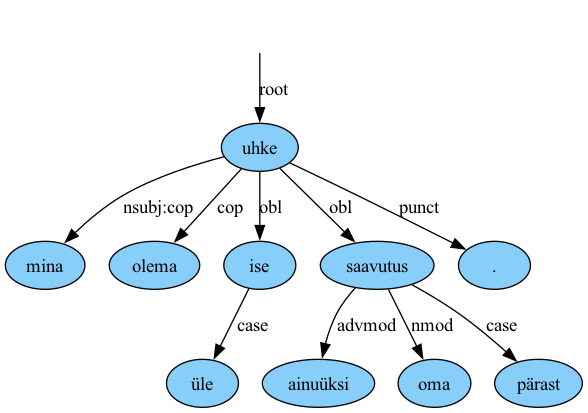 root
uhke
nsubj:cop cop obl obl punct
mina olema ise saavutus .
case advmod nmod case
üle ainuüksi oma pärast